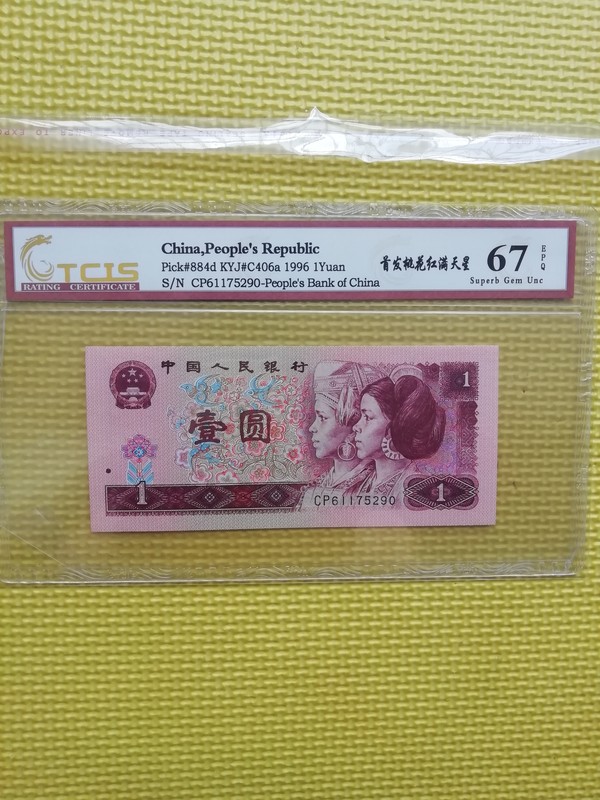 TCIS
RATING CERTIFICATE
China,People's Republic
Pick#884d KYJ#C406a 1996 1Yuan
S/N CP61175290-People's Bank of China
首发桃花红满天星
67
EPQ
Superb Gem Unc
中国人民银行
1
壹圆
1
CP61175290
1